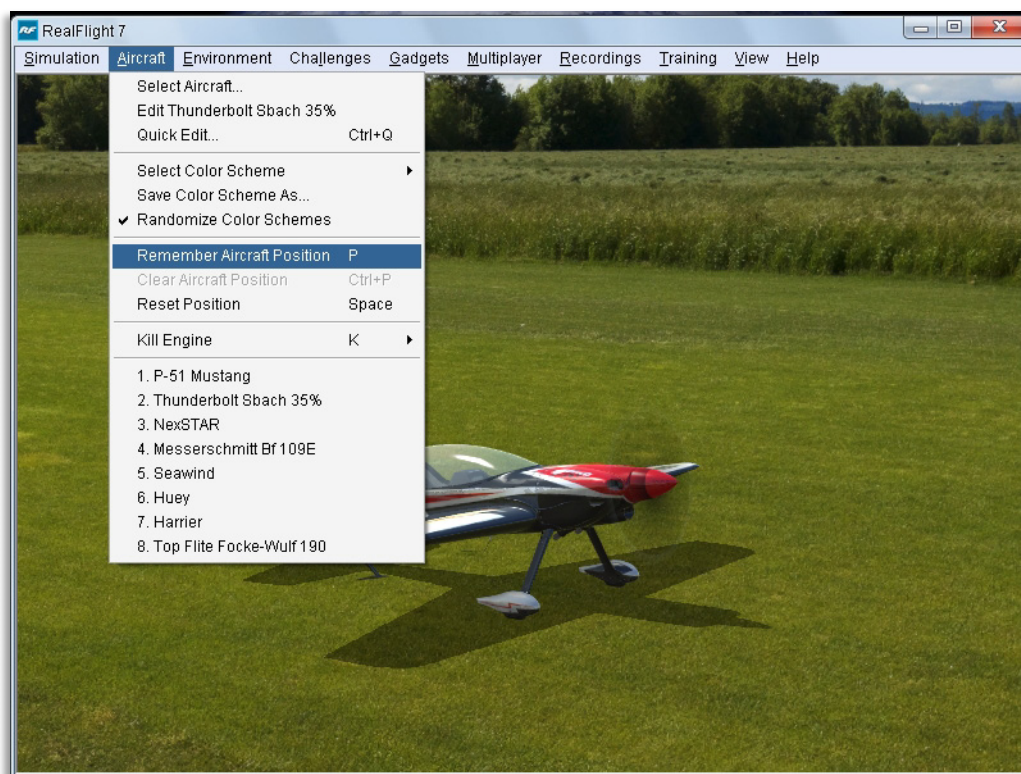 RF RealFlight 7
Simulation Aircraft Environment Challenges Gadgets Multiplayer Recordings Training View Help
Select Aircraft...
Edit Thunderbolt Sbach 35%
Quick Edit... Ctrl+Q
Select Color Scheme
Save Color Scheme As...
Randomize Color Schemes
Remember Aircraft Position P
Clear Aircraft Position Ctrl+P
Reset Position Space
Kill Engine K
1. P-51 Mustang
2. Thunderbolt Sbach 35%
3. NexSTAR
4. Messerschmitt Bf 109E
5. Seawind
6. Huey
7. Harrier
8. Top Flite Focke-Wulf 190